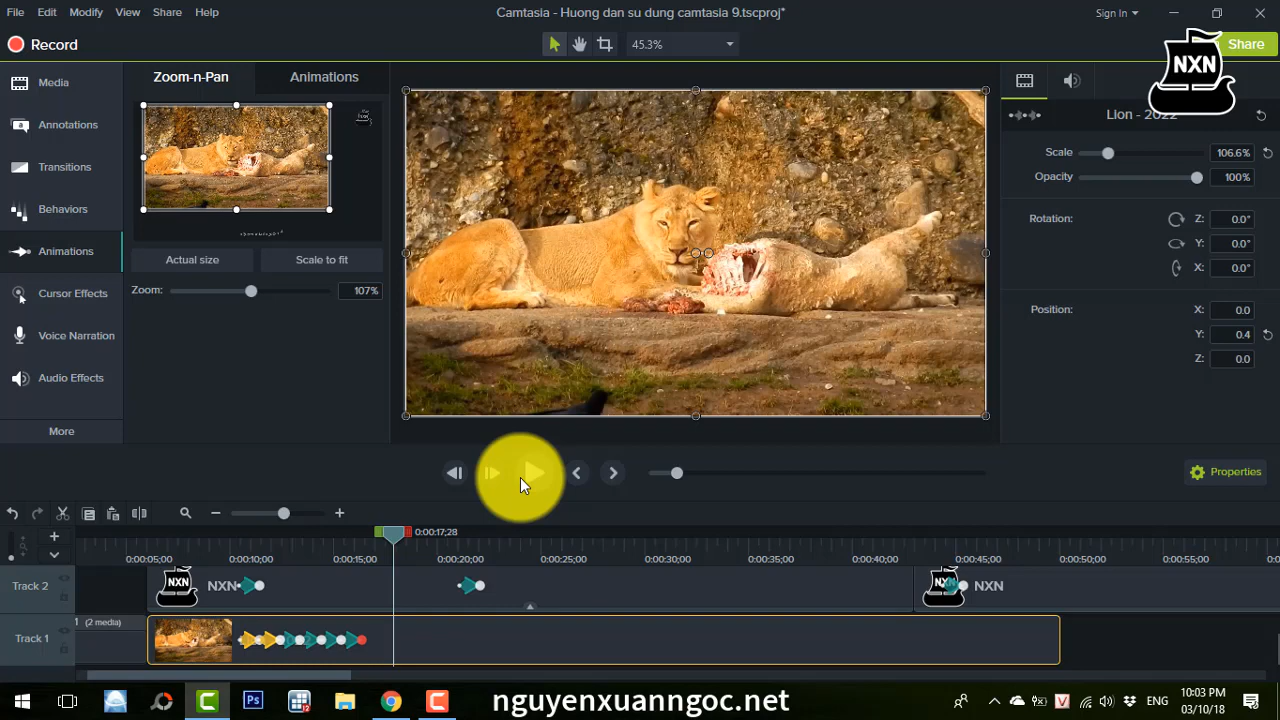 File Edit Modify View Share Help
Camtasia - Huong dan su dung camtasia 9.tscproj*
Sign In
Record
45.3%
Share
NXN
Media
Annotations
Transitions
Behaviors
Animations
Cursor Effects
Voice Narration
Audio Effects
More
Zoom-n-Pan Animations
Actual size Scale to fit
Zoom: 107%
Lion - 2022
Scale 106.6%
Opacity 100%
Rotation: Z: 0.0°
Y: 0.0°
X: 0.0°
Position: X: 0.0
Y: 0.4
Z: 0.0
Properties
0:00:17;28
0:00:05;00 0:00:10;00 0:00:15;00 0:00:20;00 0:00:25;00 0:00:30;00 0:00:35;00 0:00:40;00 0:00:45;00 0:00:50;00 0:00:55;00
Track 2 NXN NXN NXN NXN
1 (2 media)
Track 1
Ps
12
nguyenxuanngoc.net
V
ENG
10:03 PM
03/10/18